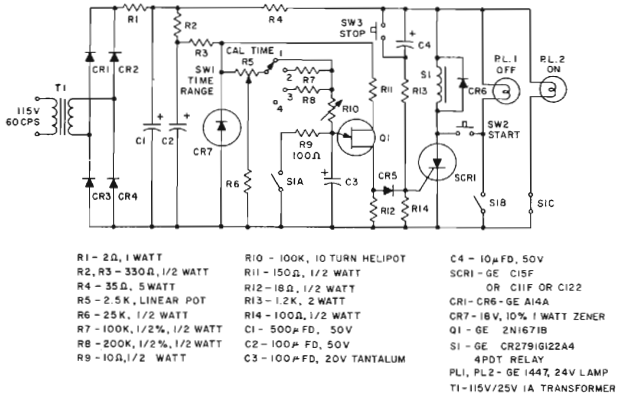 R1
R4
SW3
STOP
R2
C4
P.L.1
OFF
P.L.2
ON
R3
CAL TIME
1
CR1
CR2
SW1
TIME
RANGE
R5
2
R7
3
R8
4
R10
R11
R13
S1
CR6
T1
115V
60CPS
C1
C2
CR7
R9
100Ω
Q1
SW2
START
CR5
SCR1
CR3
CR4
R6
S1A
C3
R12
R14
S1B
S1C
R1 - 2Ω, 1 WATT
R2, R3 - 330Ω, 1/2 WATT
R4 - 35Ω, 5 WATT
R5 - 2.5K, LINEAR POT
R6 - 25K, 1/2 WATT
R7 - 100K, 1/2%, 1/2 WATT
R8 - 200K, 1/2%, 1/2 WATT
R9 - 10Ω, 1/2 WATT
R10 - 100K, 10 TURN HELIPOT
R11 - 150Ω, 1/2 WATT
R12 - 18Ω, 1/2 WATT
R13 - 1.2K, 2 WATT
R14 - 100Ω, 1/2 WATT
C1 - 500μFD, 50V
C2 - 100μFD, 50V
C3 - 100μFD, 20V TANTALUM
C4 - 10μFD, 50V
SCR1 - GE C15F
OR C11F OR C122
CR1 - CR6 - GE A14A
CR7 - 18V, 10% 1 WATT ZENER
Q1 - GE 2N1671B
S1 - GE CR2791G122A4
4PDT RELAY
PL1, PL2 - GE 1447, 24V LAMP
T1 - 115V/25V 1A TRANSFORMER